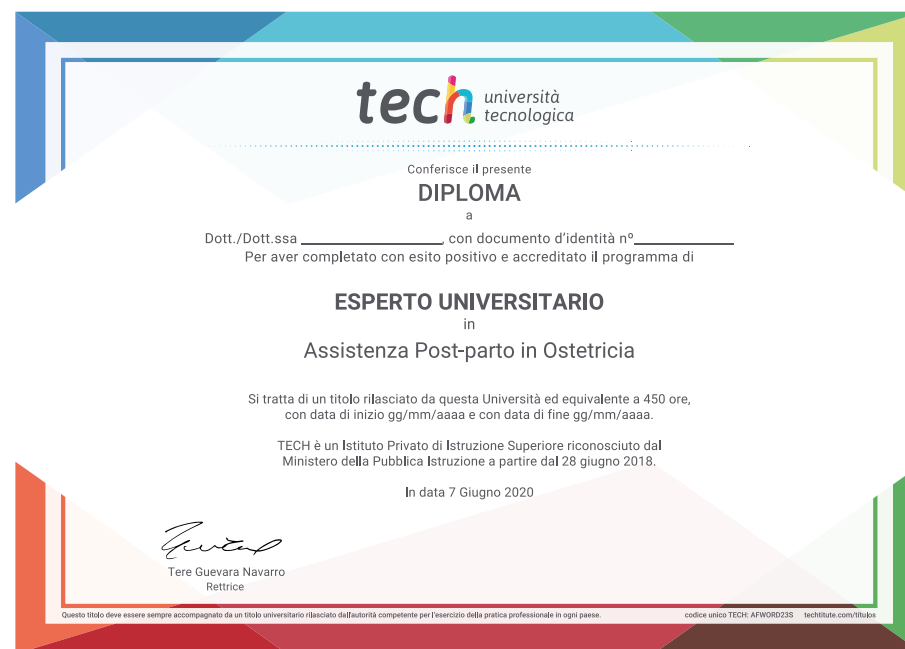 tech università
tecnologica
Conferisce il presente
DIPLOMA
a
Dott./Dott.ssa ____________________, con documento d'identità nº______________
Per aver completato con esito positivo e accreditato il programma di
ESPERTO UNIVERSITARIO
in
Assistenza Post-parto in Ostetricia
Si tratta di un titolo rilasciato da questa Università ed equivalente a 450 ore,
con data di inizio gg/mm/aaaa e con data di fine gg/mm/aaaa.
TECH è un Istituto Privato di Istruzione Superiore riconosciuto dal
Ministero della Pubblica Istruzione a partire dal 28 giugno 2018.
In data 7 Giugno 2020
Tere Guevara Navarro
Rettrice
Questo titolo deve essere sempre accompagnato da un titolo universitario rilasciato dall'autorità competente per l'esercizio della pratica professionale in ogni paese. codice unico TECH: AFWORD23S techtitute.com/titulos